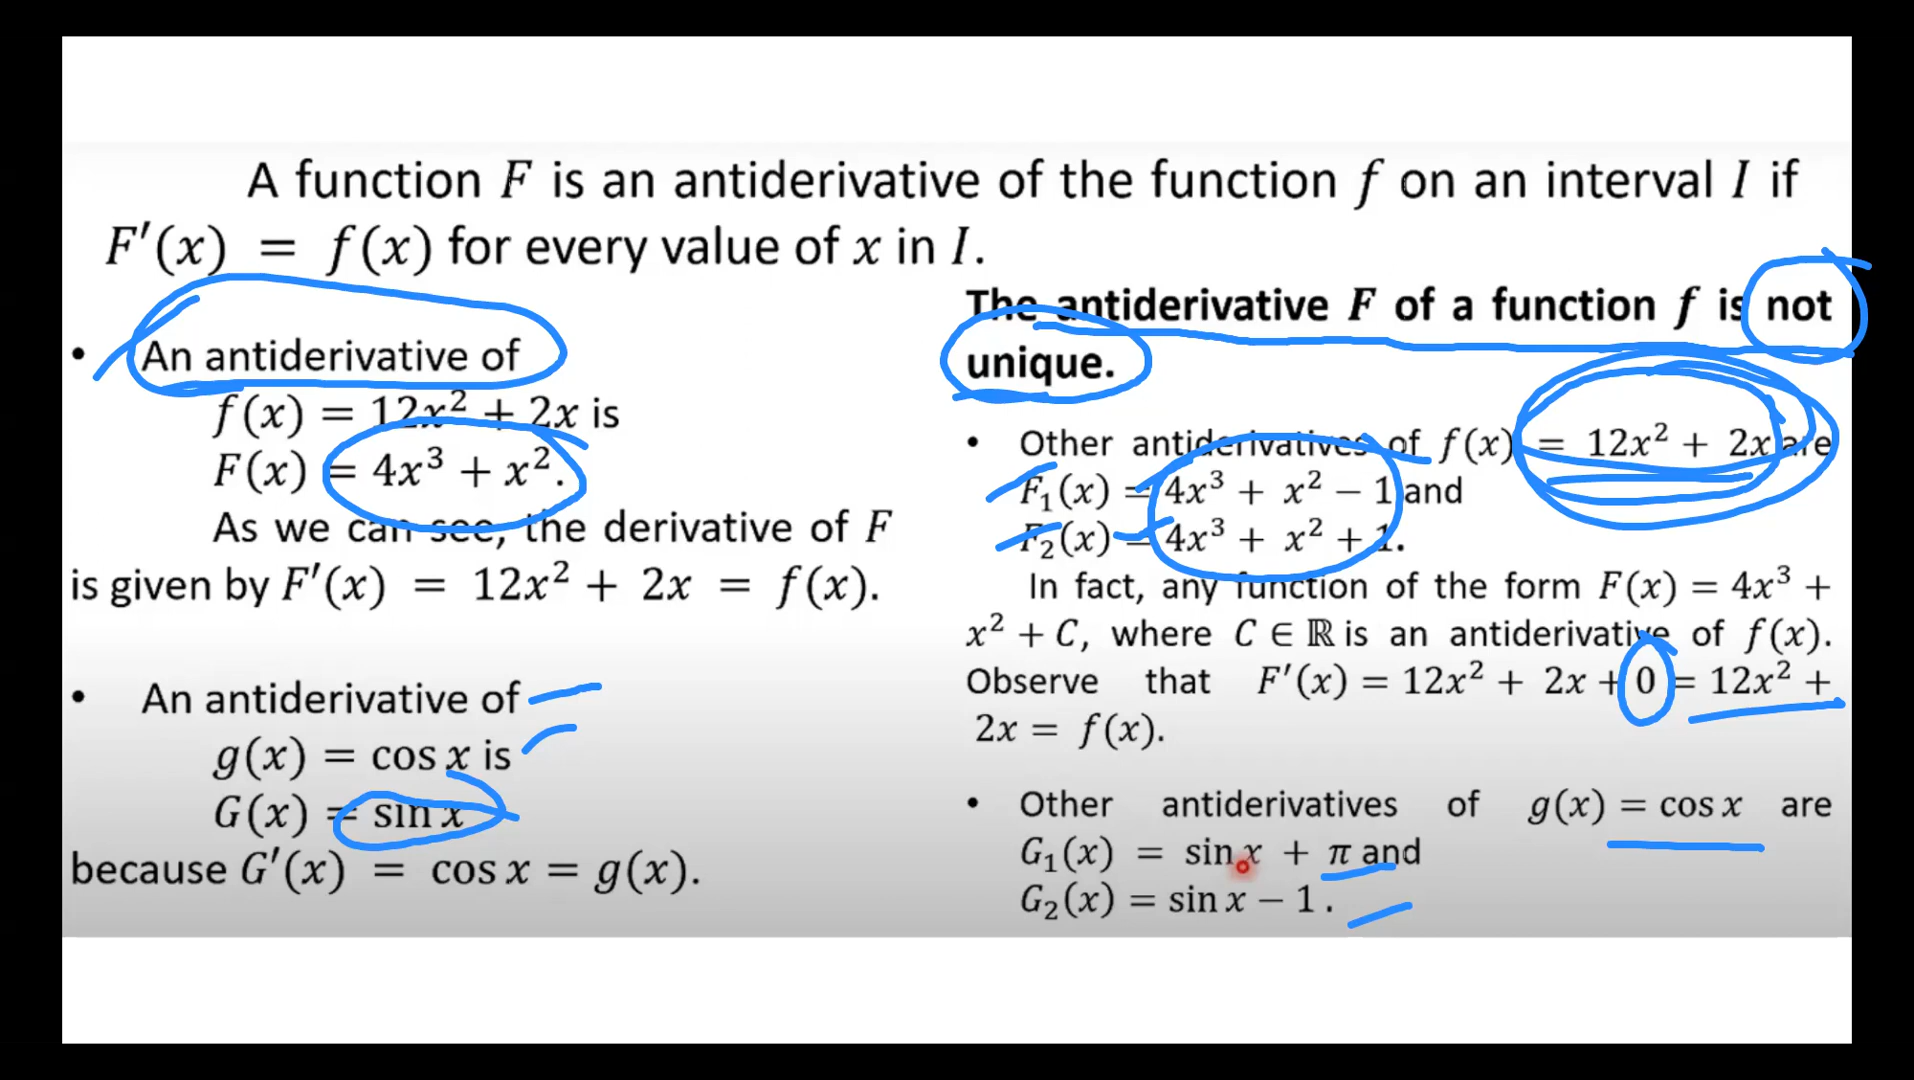 A function F is an antiderivative of the function f on an interval I if
F′(x) = f(x) for every value of x in I.
• An antiderivative of
f(x) = 12x² + 2x is
F(x) = 4x³ + x².
As we can see, the derivative of F
is given by F′(x) = 12x² + 2x = f(x).
• An antiderivative of
g(x) = cos x is
G(x) = sin x
because G′(x) = cos x = g(x).
The antiderivative F of a function f is not
unique.
• Other antiderivatives of f(x) = 12x² + 2x are
F₁(x) = 4x³ + x² − 1 and
F₂(x) = 4x³ + x² + 1.
In fact, any function of the form F(x) = 4x³ +
x² + C, where C ∈ ℝ is an antiderivative of f(x).
Observe that F′(x) = 12x² + 2x + 0 = 12x² +
2x = f(x).
• Other antiderivatives of g(x) = cos x are
G₁(x) = sin x + π and
G₂(x) = sin x − 1 .